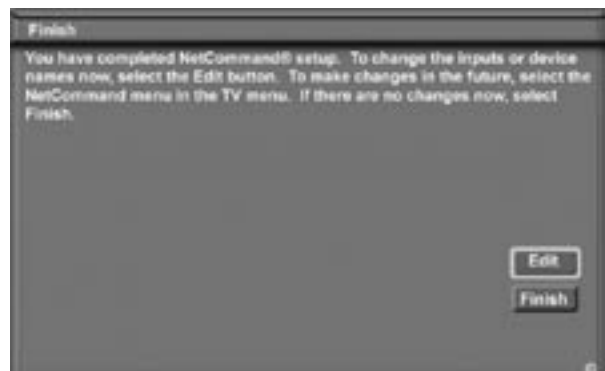 Finish
You have completed NetCommand® setup. To change the inputs or device
names now, select the Edit button. To make changes in the future, select the
NetCommand menu in the TV menu. If there are no changes now, select
Finish.
Edit
Finish